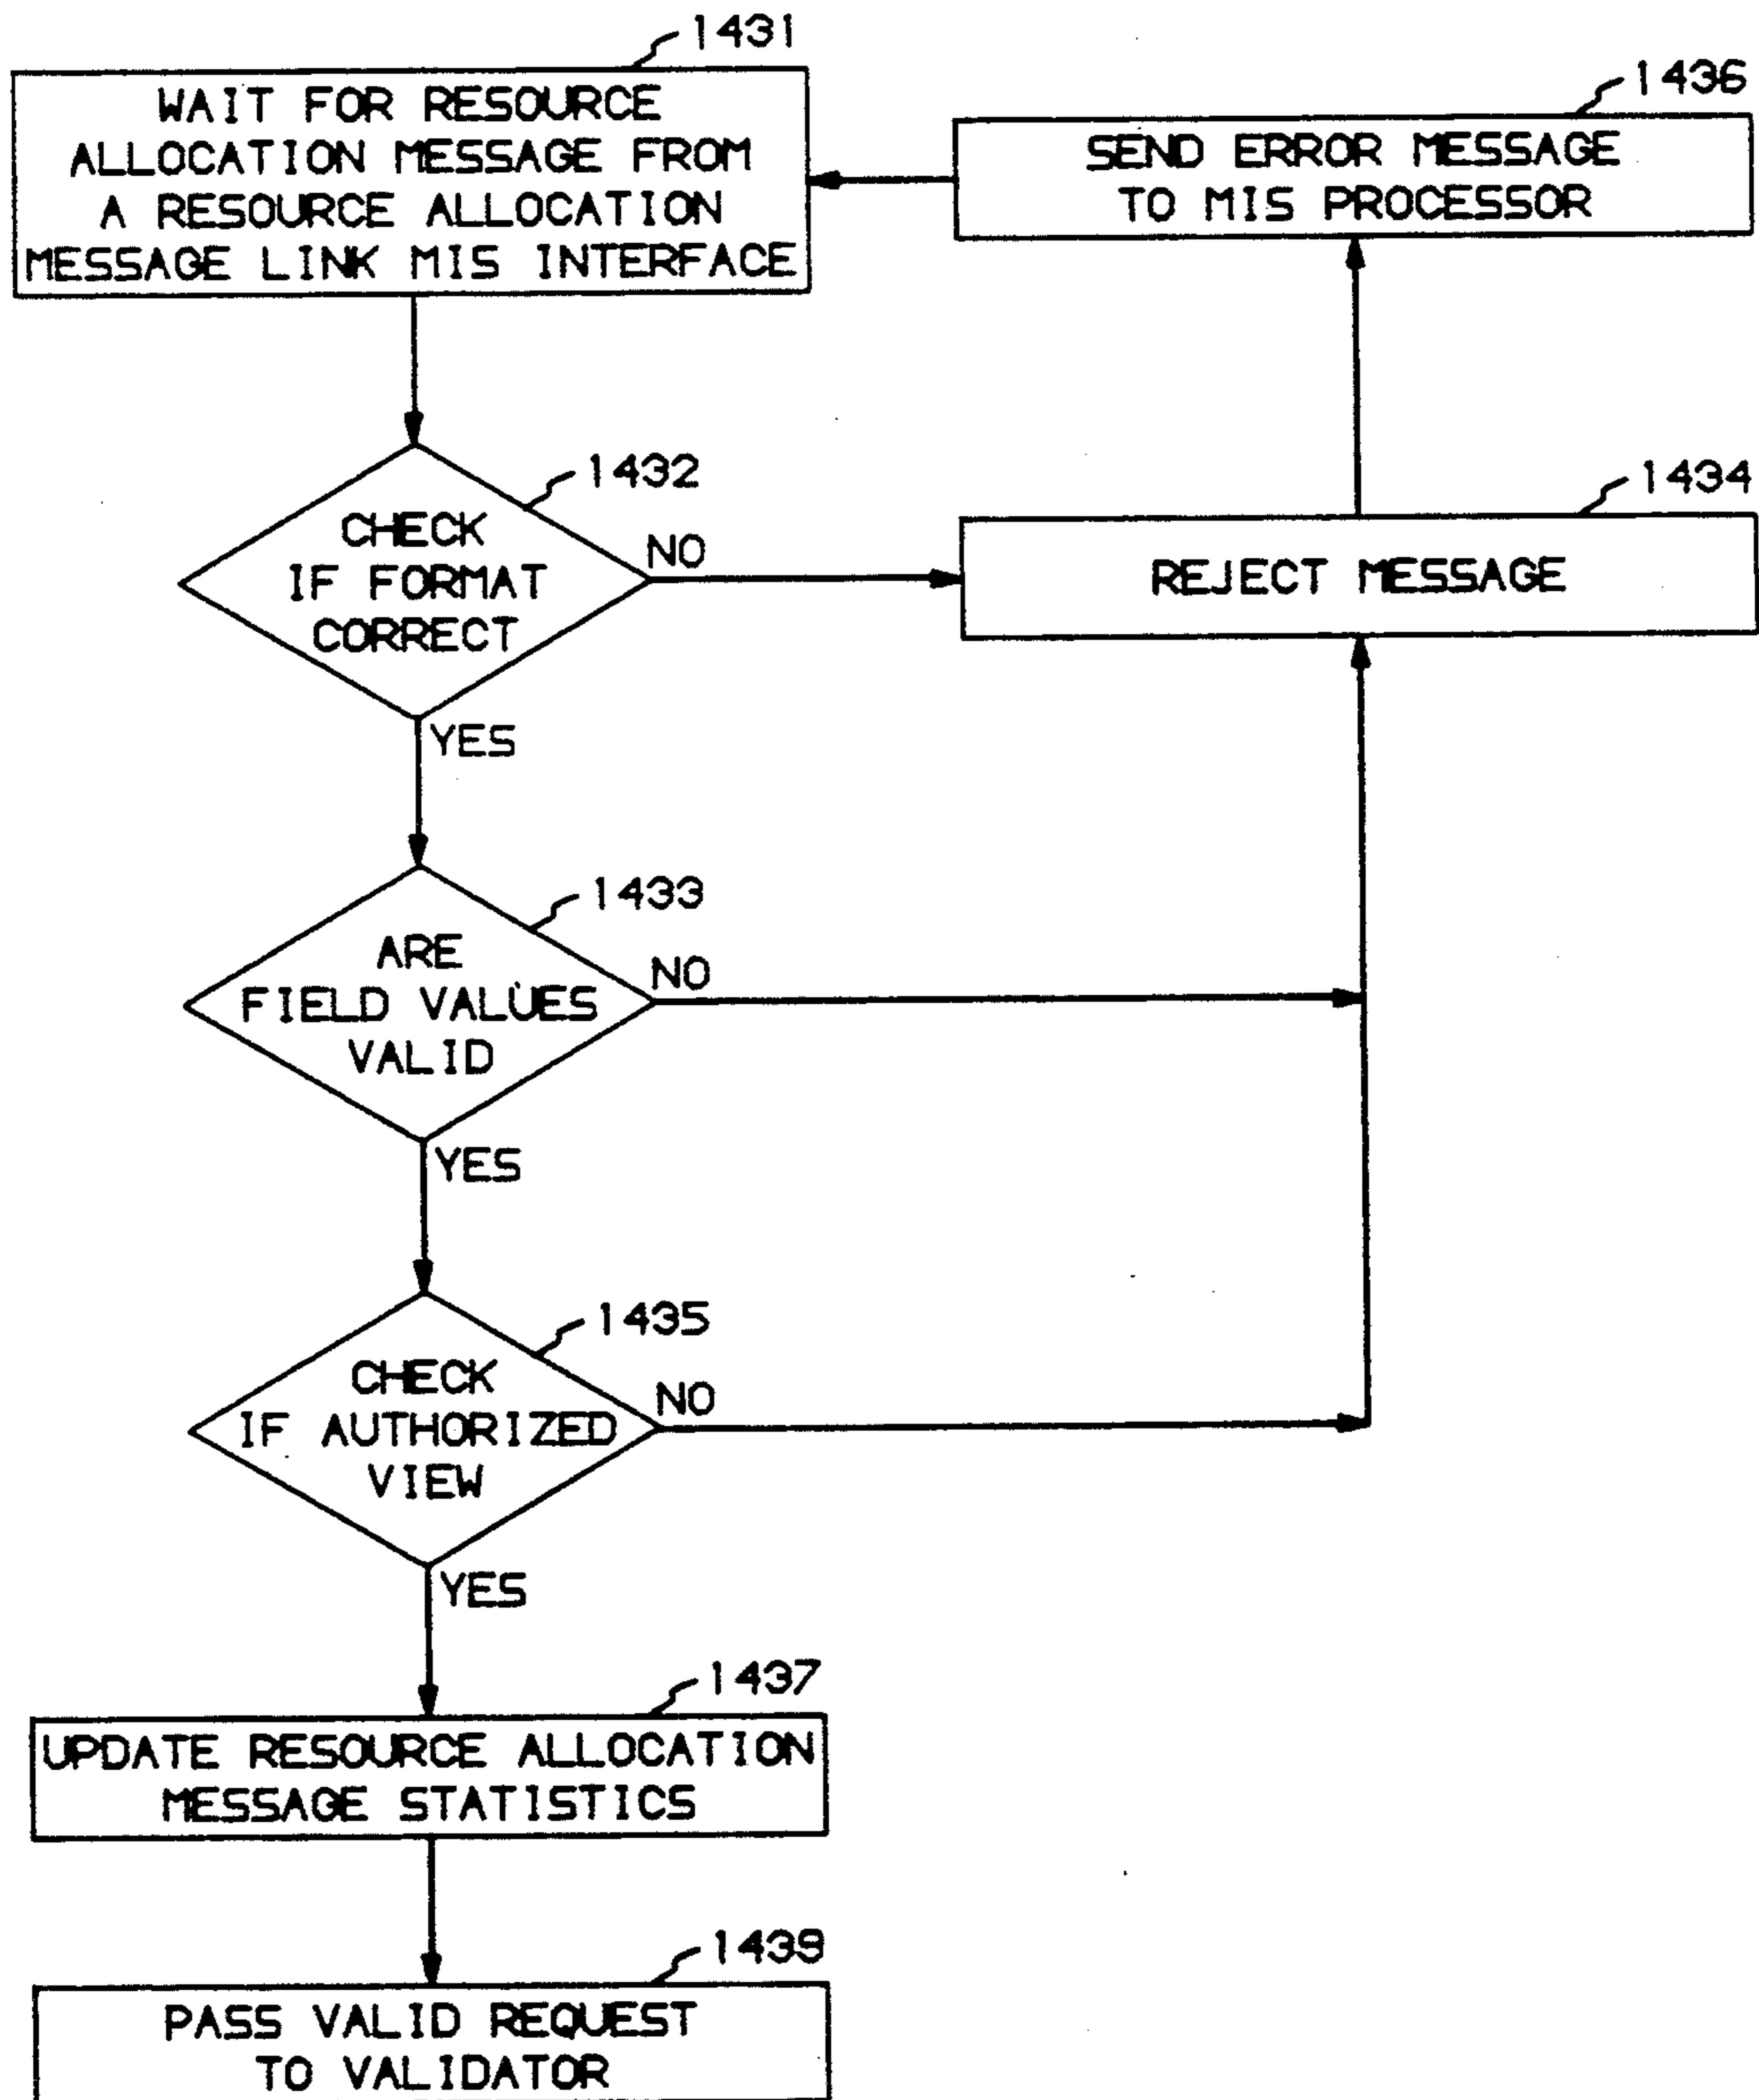 1431
WAIT FOR RESOURCE
ALLOCATION MESSAGE FROM
A RESOURCE ALLOCATION
MESSAGE LINK MIS INTERFACE
1436
SEND ERROR MESSAGE
TO MIS PROCESSOR
1432
CHECK
IF FORMAT
CORRECT
NO
YES
1434
REJECT MESSAGE
1433
ARE
FIELD VALUES
VALID
NO
YES
1435
CHECK
IF AUTHORIZED
VIEW
NO
YES
1437
UPDATE RESOURCE ALLOCATION
MESSAGE STATISTICS
1439
PASS VALID REQUEST
TO VALIDATOR